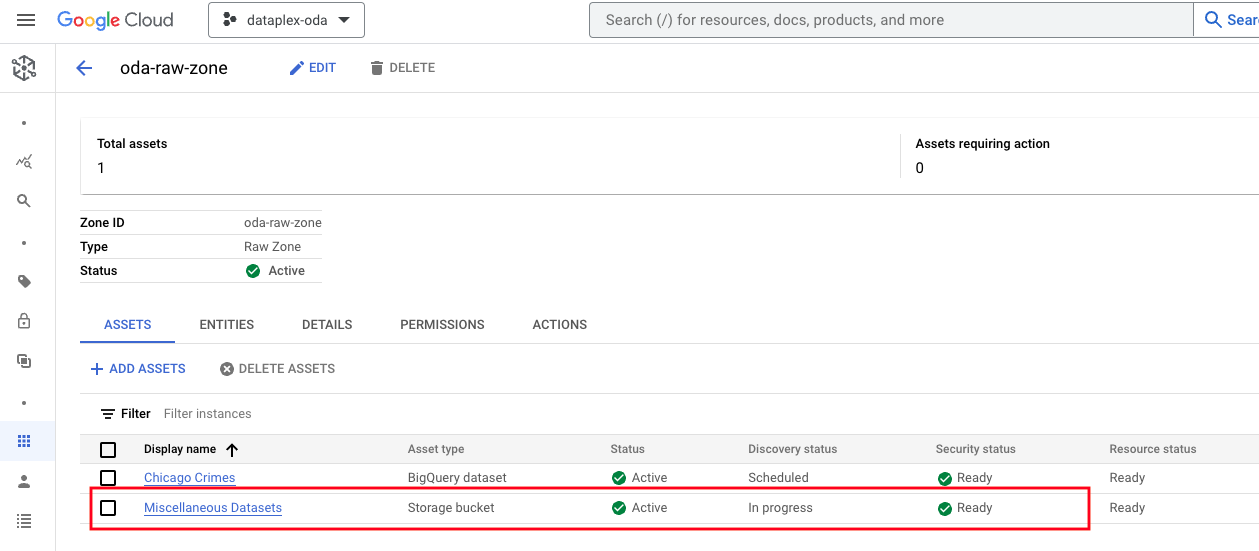 Google Cloud dataplex-oda Search (/) for resources, docs, products, and more Sear
oda-raw-zone EDIT DELETE
Total assets Assets requiring action
1 0
Zone ID oda-raw-zone
Type Raw Zone
Status Active
ASSETS ENTITIES DETAILS PERMISSIONS ACTIONS
ADD ASSETS DELETE ASSETS
Filter Filter instances
Display name Asset type Status Discovery status Security status Resource status
Chicago Crimes BigQuery dataset Active Scheduled Ready Ready
Miscellaneous Datasets Storage bucket Active In progress Ready Ready